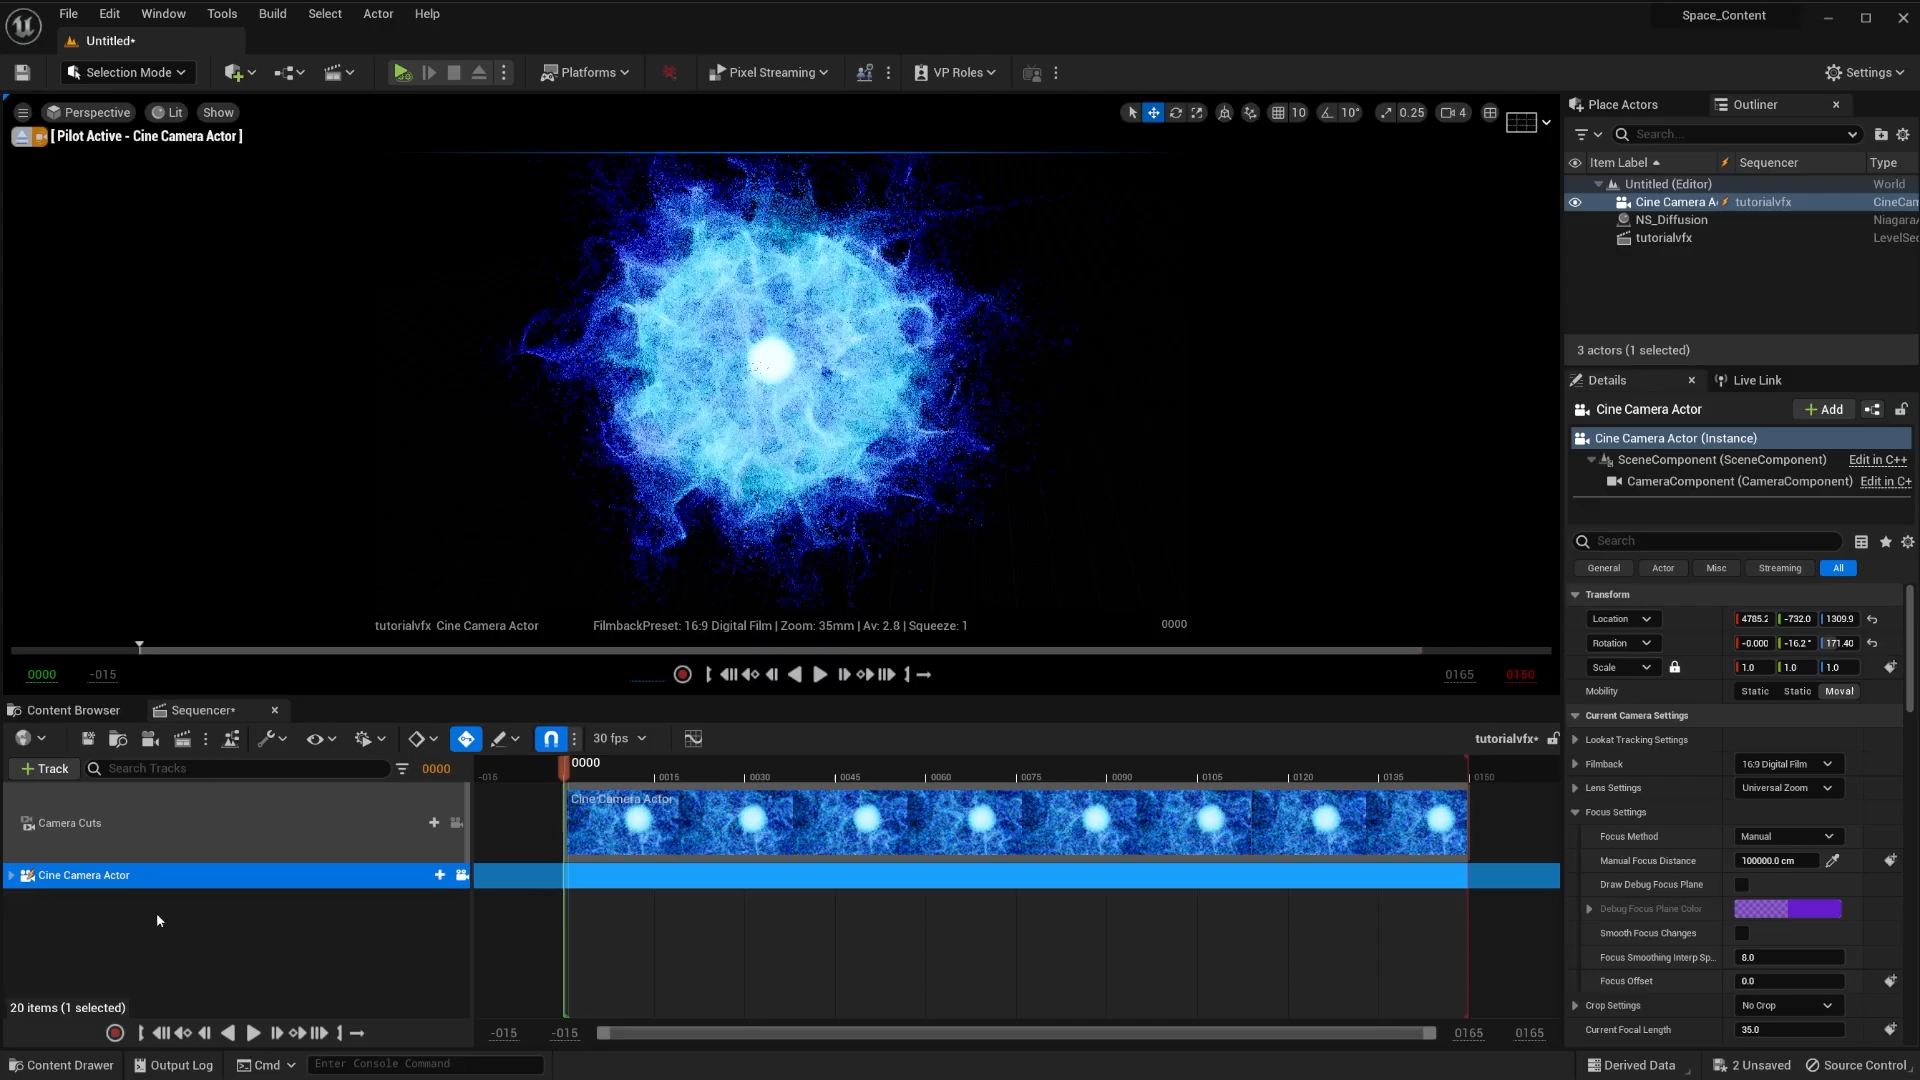 File Edit Window Tools Build Select Actor Help
Space_Content
Untitled*
Selection Mode
Platforms
Pixel Streaming
VP Roles
Settings
Perspective Lit Show
10 10° 0.25 4
[ Pilot Active - Cine Camera Actor ]
tutorialvfx Cine Camera Actor
FilmbackPreset: 16:9 Digital Film | Zoom: 35mm | Av: 2.8 | Squeeze: 1
0000
0000 -015
0165 0150
Place Actors Outliner
Search...
Item Label Sequencer Type
Untitled (Editor) World
Cine Camera A tutorialvfx CineCam
NS_Diffusion Niagara
tutorialvfx LevelSec
3 actors (1 selected)
Details Live Link
Cine Camera Actor Add
Cine Camera Actor (Instance)
SceneComponent (SceneComponent) Edit in C++
CameraComponent (CameraComponent) Edit in C+
Search
General Actor Misc Streaming All
Transform
Location 4785.2 -732.0 1309.9
Rotation -0.000 -16.2° 171.40
Scale 1.0 1.0 1.0
Mobility Static Static Moval
Current Camera Settings
Lookat Tracking Settings
Filmback 16:9 Digital Film
Lens Settings Universal Zoom
Focus Settings
Focus Method Manual
Manual Focus Distance 100000.0 cm
Draw Debug Focus Plane
Debug Focus Plane Color
Smooth Focus Changes
Focus Smoothing Interp Sp... 8.0
Focus Offset 0.0
Crop Settings No Crop
Current Focal Length 35.0
Content Browser Sequencer*
30 fps
tutorialvfx*
+ Track
Search Tracks
0000
-015 0000 0015 0030 0045 0060 0075 0090 0105 0120 0135 0150
Cine Camera Actor
Camera Cuts
Cine Camera Actor
20 items (1 selected)
-015 -015 0165 0165
Content Drawer Output Log Cmd
Enter Console Command
Derived Data 2 Unsaved Source Control